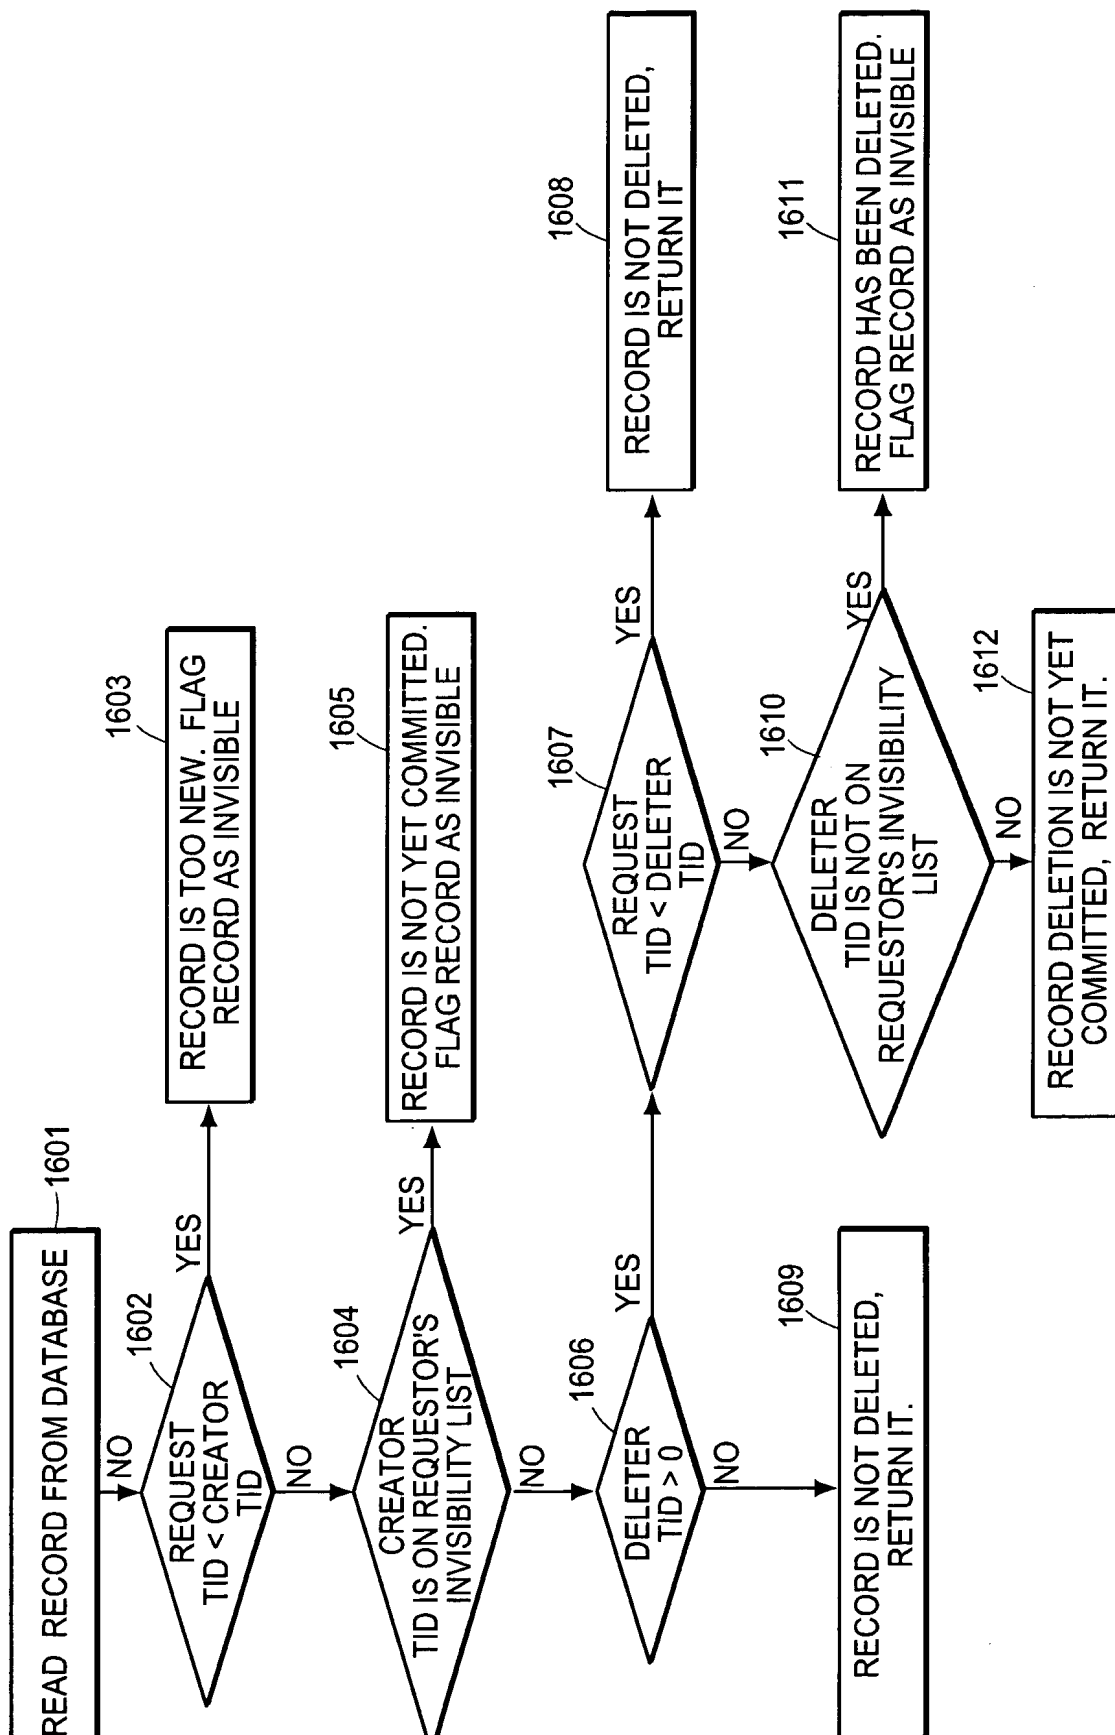 READ RECORD FROM DATABASE
1601
NO
REQUEST
TID < CREATOR
TID
1602
YES
RECORD IS TOO NEW. FLAG
RECORD AS INVISIBLE
1603
NO
CREATOR
TID IS ON REQUESTOR'S
INVISIBILITY LIST
1604
YES
RECORD IS NOT YET COMMITTED.
FLAG RECORD AS INVISIBLE
1605
NO
DELETER
TID > 0
1606
YES
REQUEST
TID < DELETER
TID
1607
YES
RECORD IS NOT DELETED,
RETURN IT
1608
NO
RECORD IS NOT DELETED,
RETURN IT.
1609
NO
DELETER
TID IS NOT ON
REQUESTOR'S INVISIBILITY
LIST
1610
YES
RECORD HAS BEEN DELETED.
FLAG RECORD AS INVISIBLE
1611
NO
RECORD DELETION IS NOT YET
COMMITTED, RETURN IT.
1612